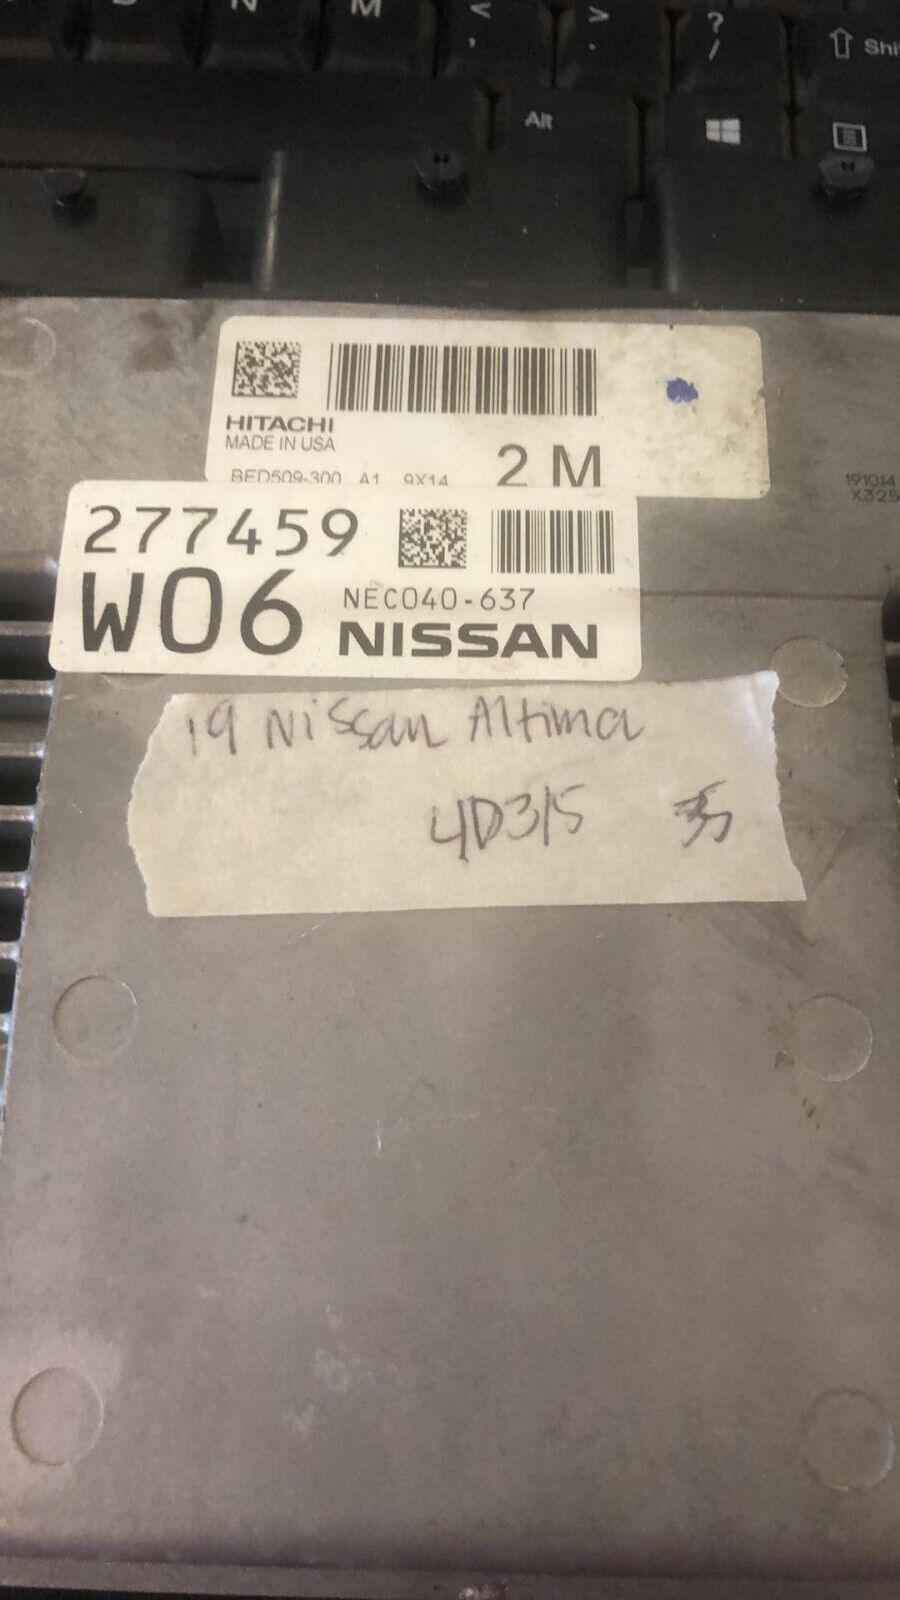 N
M
<
,
>
.
?
/
Alt
HITACHI
MADE IN USA
BED509-300 A1 9X14
2 M
191014
X325
277459
W06
NEC040-637
NISSAN
19 Nissan Altima
4D315